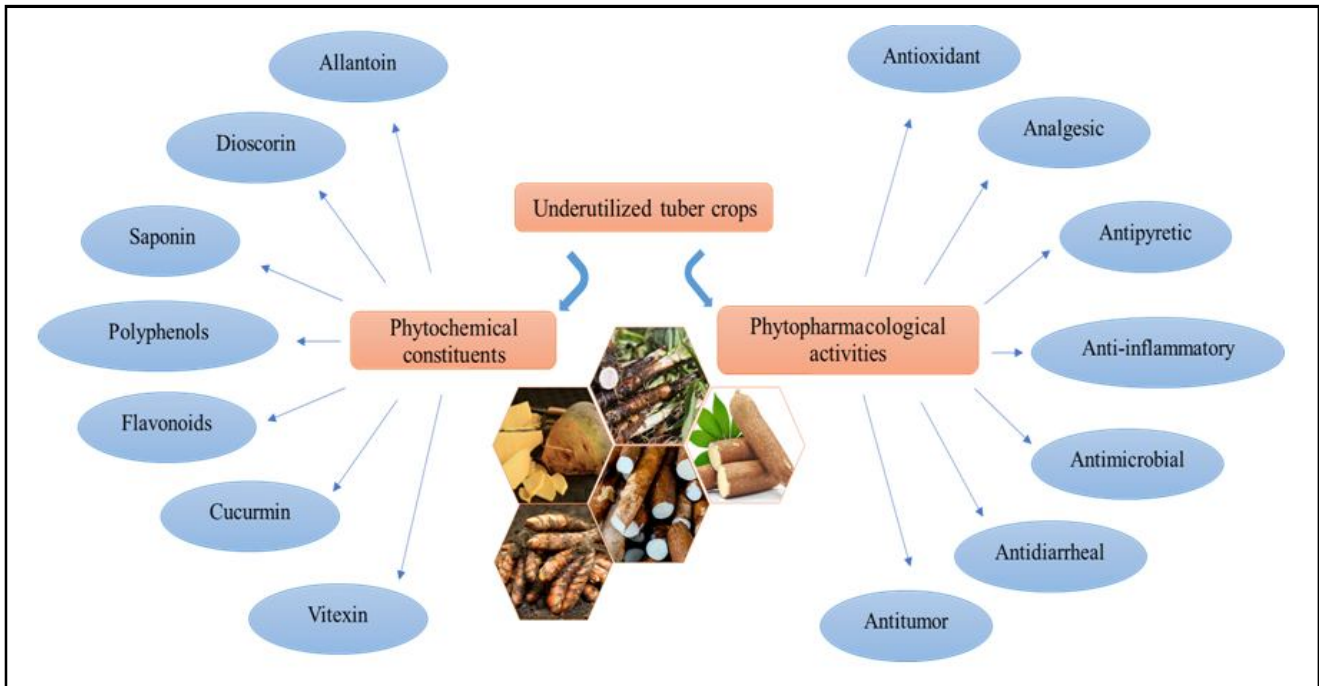 Underutilized tuber crops
Phytochemical
constituents
Allantoin
Dioscorin
Saponin
Polyphenols
Flavonoids
Cucurmin
Vitexin
Phytopharmacological
activities
Antioxidant
Analgesic
Antipyretic
Anti-inflammatory
Antimicrobial
Antidiarrheal
Antitumor